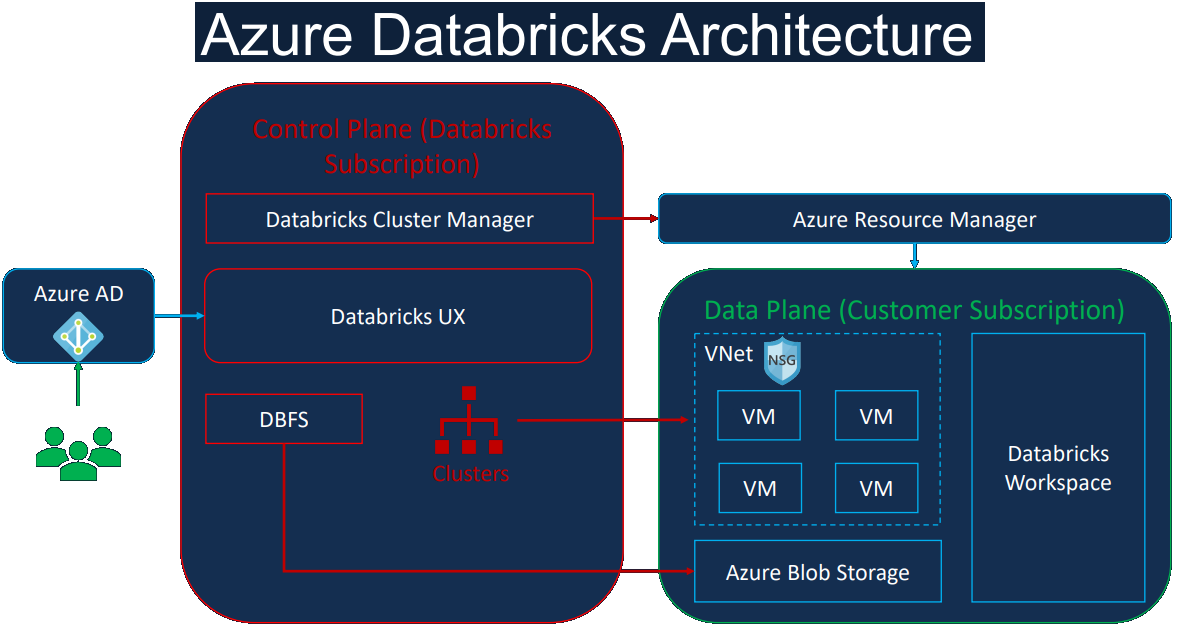 Azure Databricks Architecture
Control Plane (Databricks
Subscription)
Databricks Cluster Manager
Azure Resource Manager
Azure AD
Databricks UX
DBFS
Clusters
Data Plane (Customer Subscription)
VNet
NSG
VM
VM
VM
VM
Databricks
Workspace
Azure Blob Storage